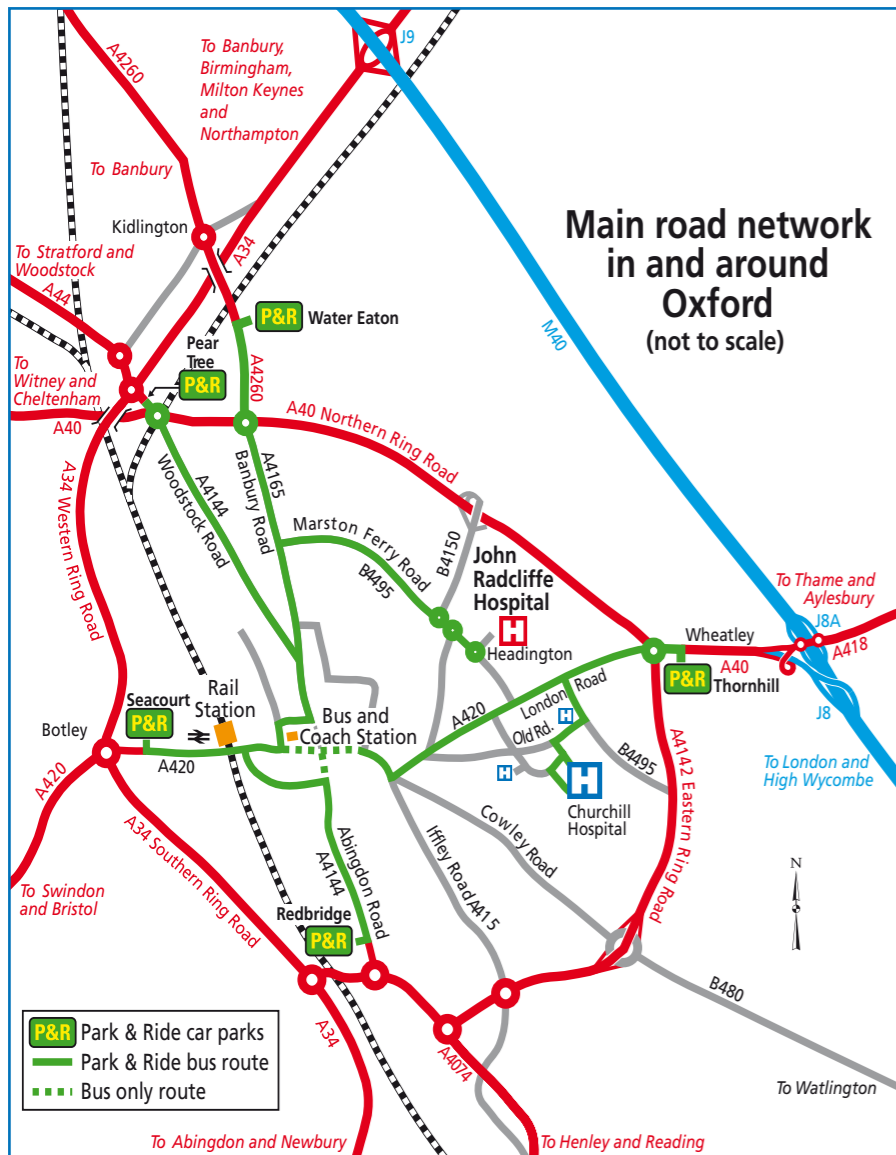 J9
A4260
To Banbury,
Birmingham,
Milton Keynes
and
Northampton
To Banbury
Kidlington
A34
Main road network
in and around
Oxford
(not to scale)
To Stratford and
Woodstock
A44
M40
P&R Water Eaton
Pear
Tree
P&R
A4260
To
Witney and
Cheltenham
A40
A40 Northern Ring Road
A34 Western Ring Road
A4144
Woodstock Road
A4165
Banbury Road
Marston Ferry Road
B4495
B4150
John
Radcliffe
Hospital
H
Headington
To Thame and
Aylesbury
J8A
A418
Wheatley
A40
P&R Thornhill
J8
London Road
A420
Old Rd.
H
H
H
B4495
Churchill
Hospital
A4142 Eastern Ring Road
To London and
High Wycombe
Seacourt
P&R
Rail
Station
Bus and
Coach Station
Botley
A420
A420
A34 Southern Ring Road
To Swindon
and Bristol
Abingdon Road
A4144
Iffley Road A415
Cowley Road
N
Redbridge
P&R
B480
A34
A4074
To Watlington
P&R Park & Ride car parks
Park & Ride bus route
Bus only route
To Abingdon and Newbury
To Henley and Reading